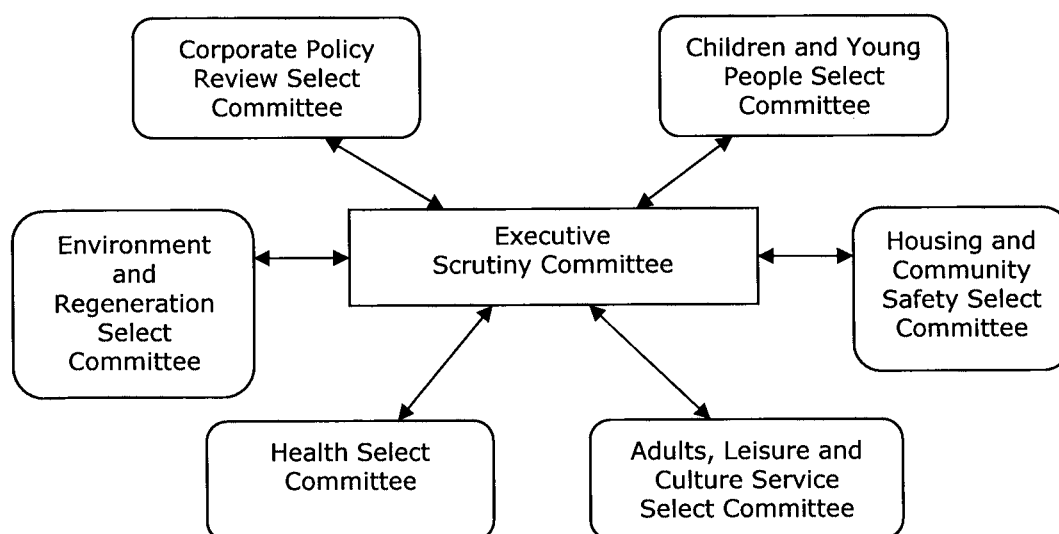 Corporate Policy
Review Select
Committee
Children and Young
People Select
Committee
Environment
and
Regeneration
Select
Committee
Executive
Scrutiny Committee
Housing and
Community
Safety Select
Committee
Health Select
Committee
Adults, Leisure and
Culture Service
Select Committee